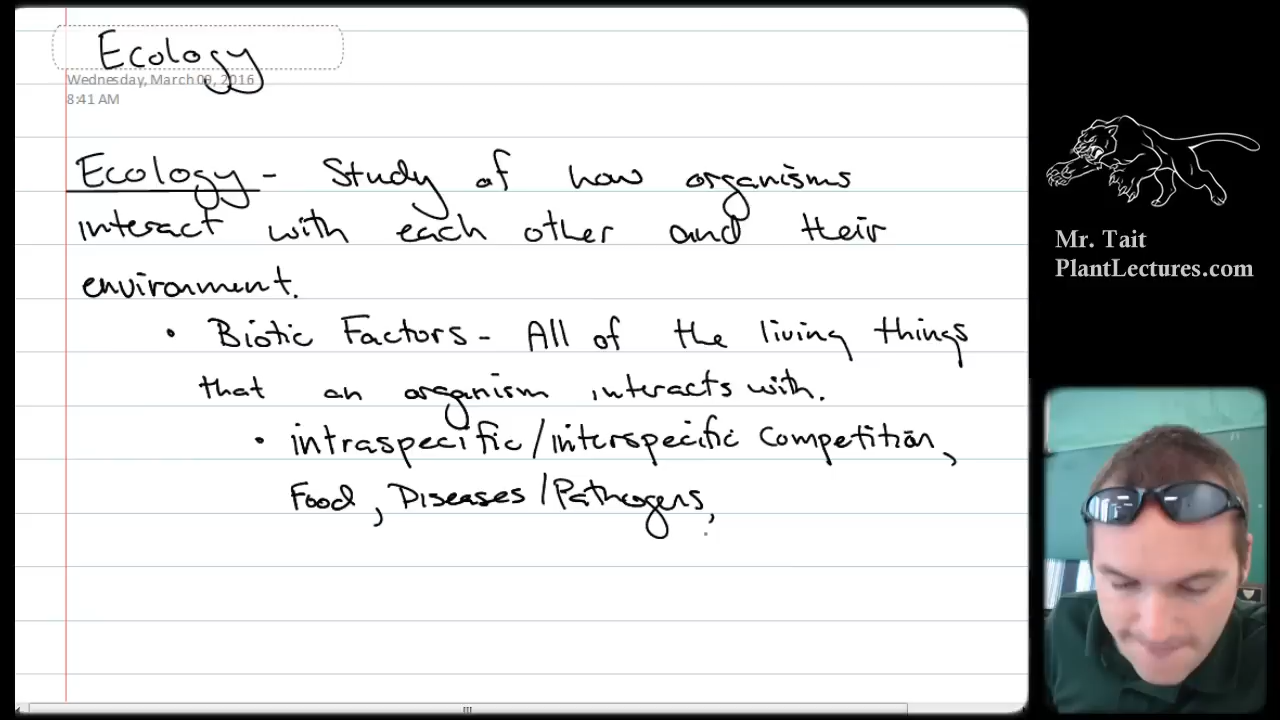 Ecology
Wednesday, March 09, 2016
8:41 AM
Ecology - Study of how organisms
interact with each other and their
environment.
• Biotic Factors - All of the living things
that an organism interacts with.
• intraspecific/interspecific competition,
Food, Diseases/Pathogens,
Mr. Tait
PlantLectures.com